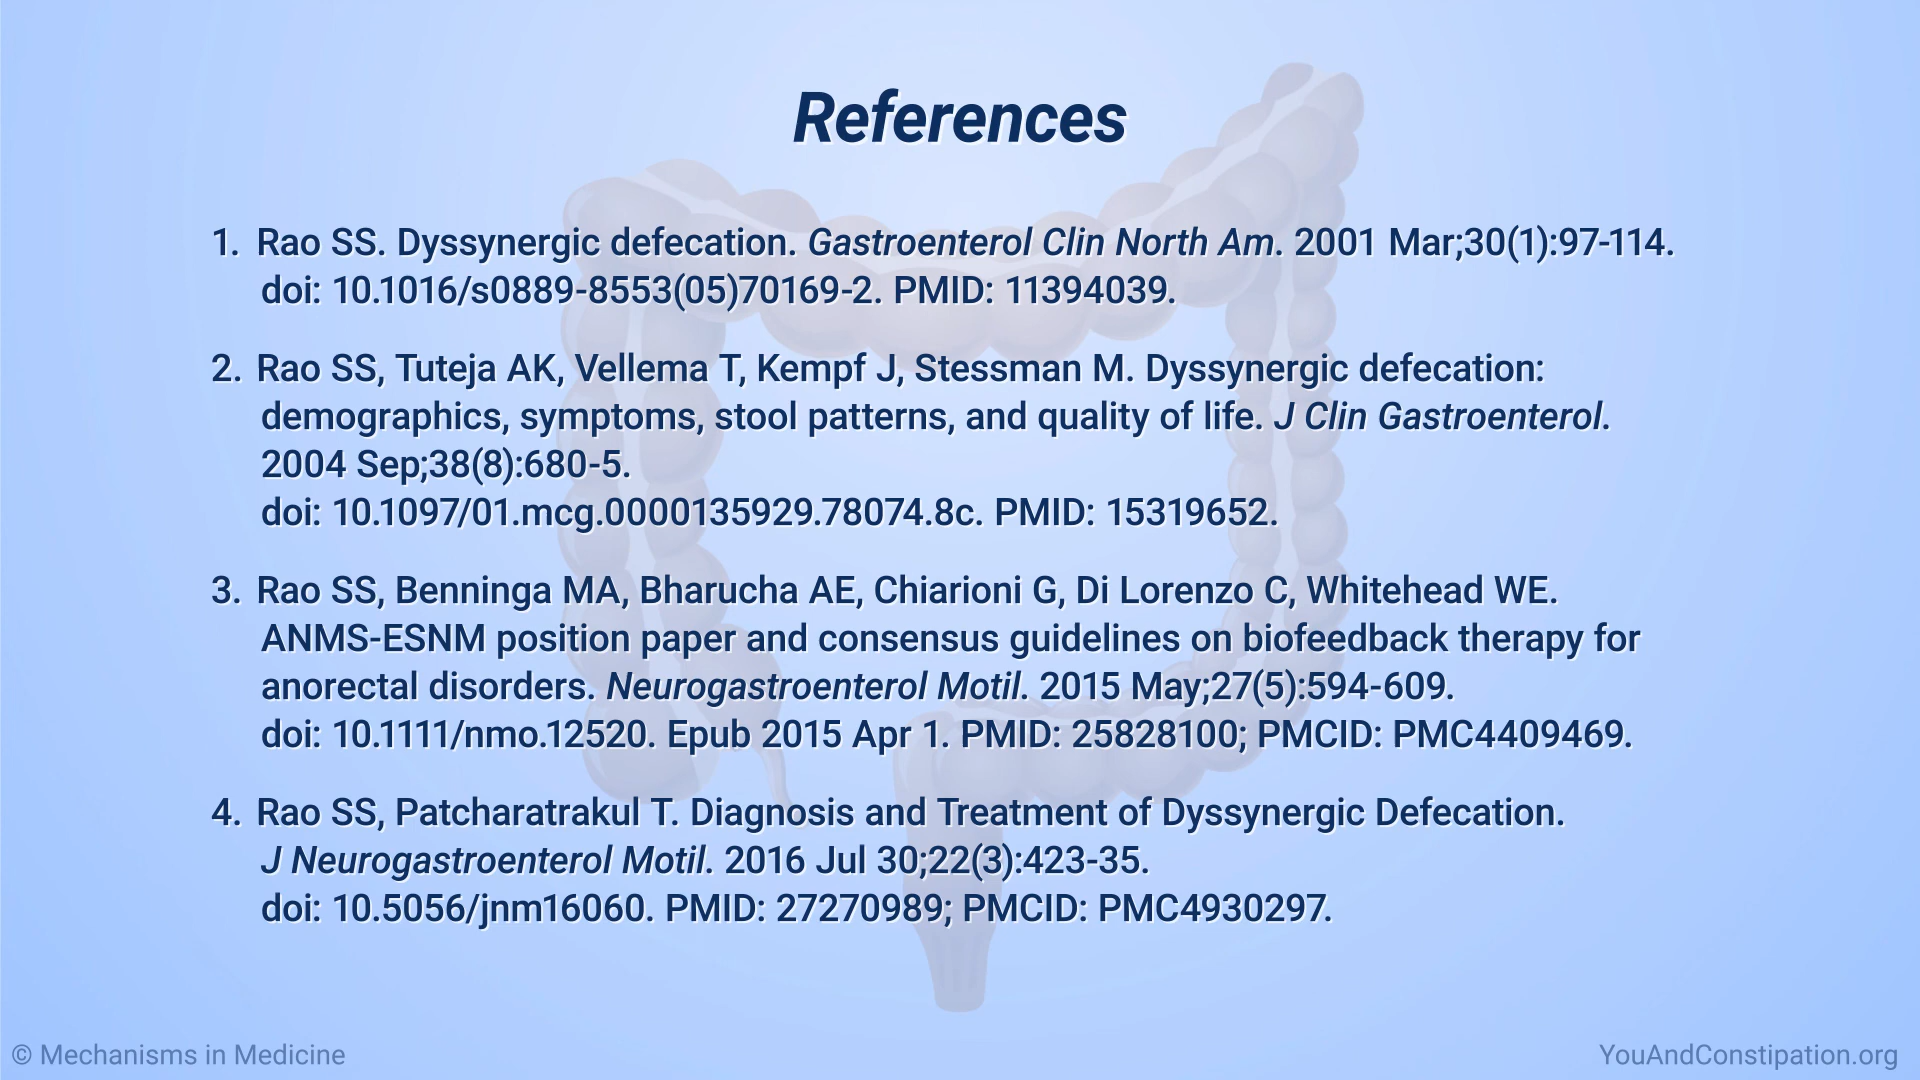 References
1. Rao SS. Dyssynergic defecation. Gastroenterol Clin North Am. 2001 Mar;30(1):97-114.
doi: 10.1016/s0889-8553(05)70169-2. PMID: 11394039.
2. Rao SS, Tuteja AK, Vellema T, Kempf J, Stessman M. Dyssynergic defecation:
demographics, symptoms, stool patterns, and quality of life. J Clin Gastroenterol.
2004 Sep;38(8):680-5.
doi: 10.1097/01.mcg.0000135929.78074.8c. PMID: 15319652.
3. Rao SS, Benninga MA, Bharucha AE, Chiarioni G, Di Lorenzo C, Whitehead WE.
ANMS-ESNM position paper and consensus guidelines on biofeedback therapy for
anorectal disorders. Neurogastroenterol Motil. 2015 May;27(5):594-609.
doi: 10.1111/nmo.12520. Epub 2015 Apr 1. PMID: 25828100; PMCID: PMC4409469.
4. Rao SS, Patcharatrakul T. Diagnosis and Treatment of Dyssynergic Defecation.
J Neurogastroenterol Motil. 2016 Jul 30;22(3):423-35.
doi: 10.5056/jnm16060. PMID: 27270989; PMCID: PMC4930297.
© Mechanisms in Medicine
YouAndConstipation.org